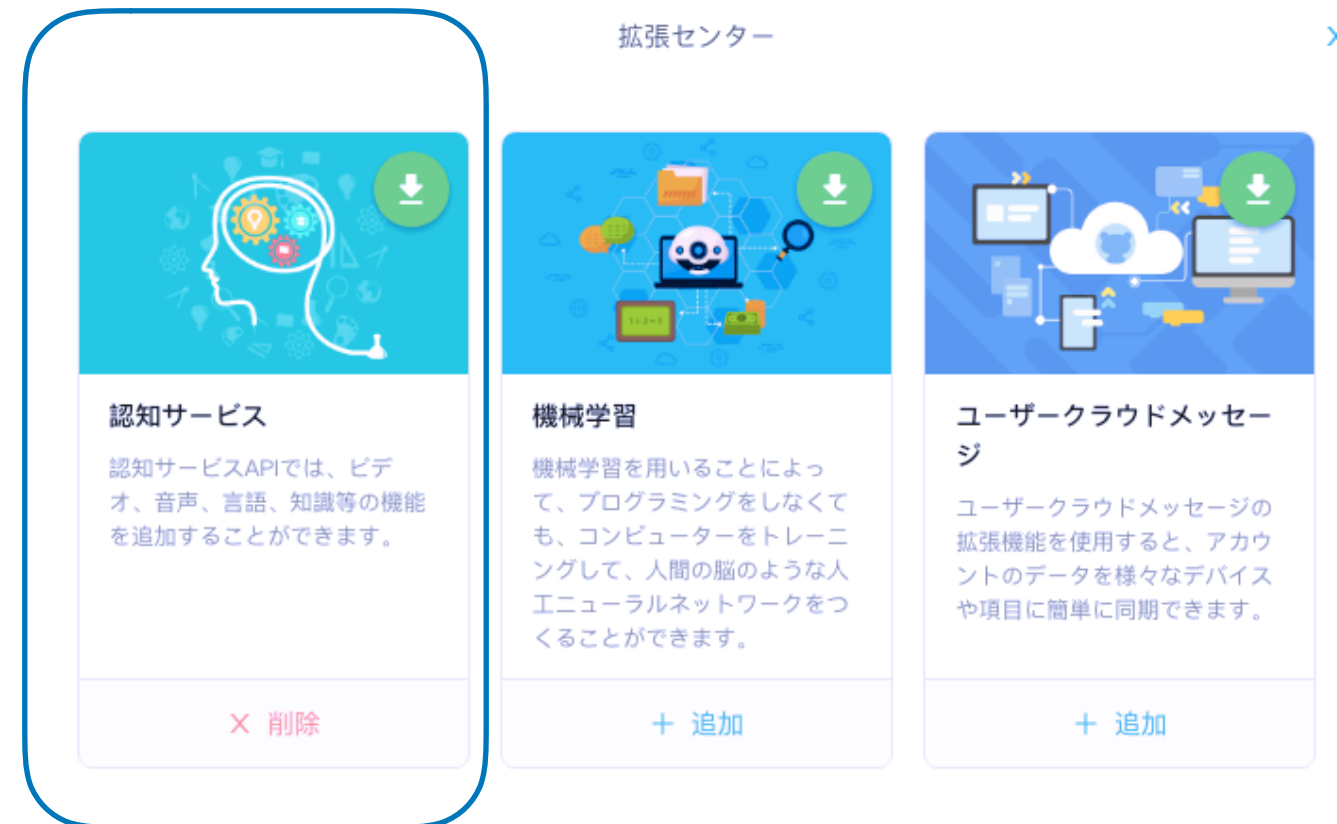 拡張センター
認知サービス
認知サービスAPIでは、ビデ
オ、音声、言語、知識等の機能
を追加することができます。
X 削除
1+2=3
機械学習
機械学習を用いることによっ
て、プログラミングをしなくて
も、コンピューターをトレーニ
ングして、人間の脳のような人
工ニューラルネットワークをつ
くることができます。
+ 追加
ユーザークラウドメッセー
ジ
ユーザークラウドメッセージの
拡張機能を使用すると、アカウ
ントのデータを様々なデバイス
や項目に簡単に同期できます。
+ 追加